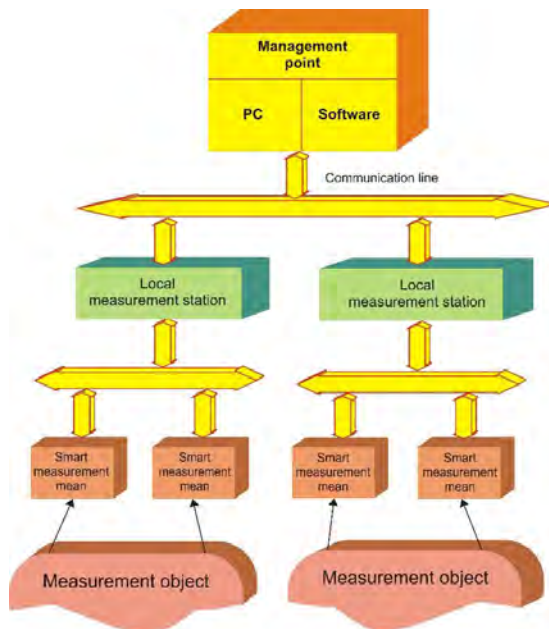 Management
point
PC
Software
Communication line
Local
measurement station
Local
measurement station
Smart
measurement
mean
Smart
measurement
mean
Smart
measurement
mean
Smart
measurement
mean
Measurement object
Measurement object